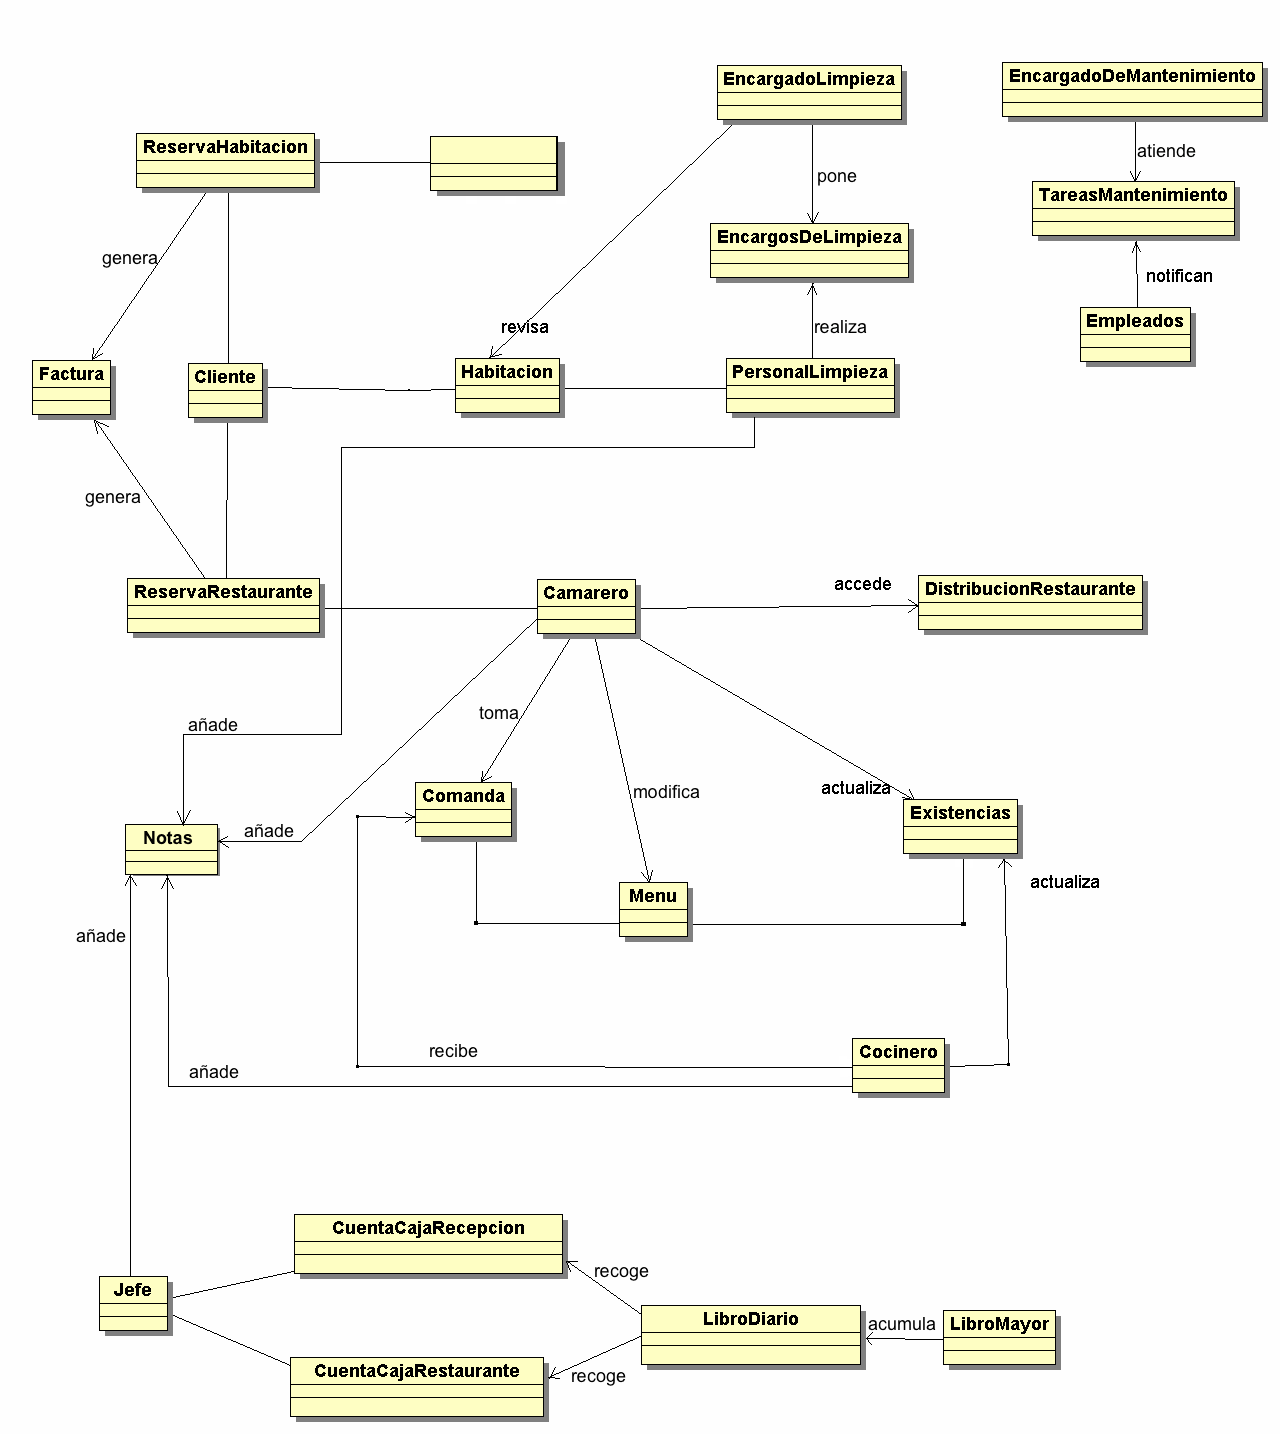 EncargadoLimpieza
EncargadoDeMantenimiento
ReservaHabitacion
atiende
pone
TareasMantenimiento
EncargosDeLimpieza
genera
notifican
Empleados
revisa
realiza
Factura
Cliente
Habitacion
PersonalLimpieza
genera
ReservaRestaurante
Camarero
accede
DistribucionRestaurante
añade
toma
modifica
actualiza
Comanda
Existencias
Notas
añade
actualiza
Menu
añade
recibe
Cocinero
añade
CuentaCajaRecepcion
recoge
Jefe
LibroDiario
acumula
LibroMayor
CuentaCajaRestaurante
recoge